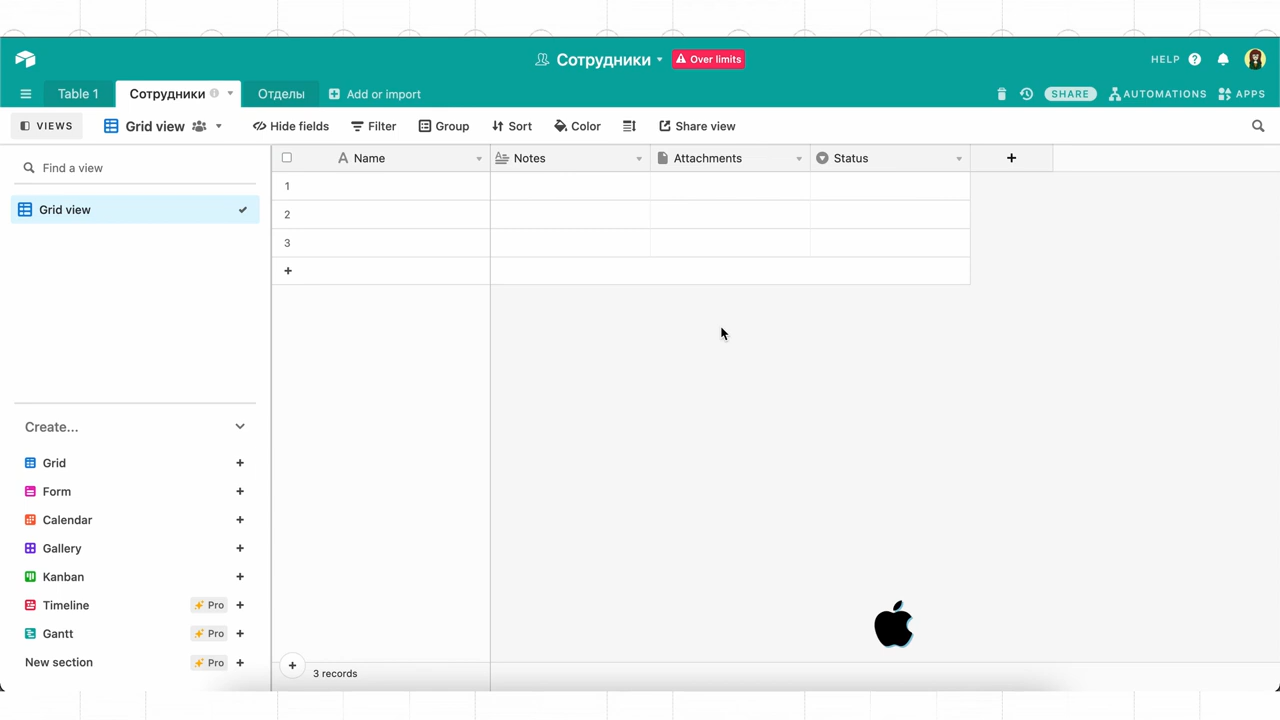 Сотрудники
Over limits
HELP
Table 1
Сотрудники
Отделы
Add or import
SHARE
AUTOMATIONS
APPS
VIEWS
Grid view
Hide fields
Filter
Group
Sort
Color
Share view
Find a view
Grid view
Name
Notes
Attachments
Status
1
2
3
Create...
Grid
Form
Calendar
Gallery
Kanban
Timeline
Pro
Gantt
Pro
New section
Pro
3 records